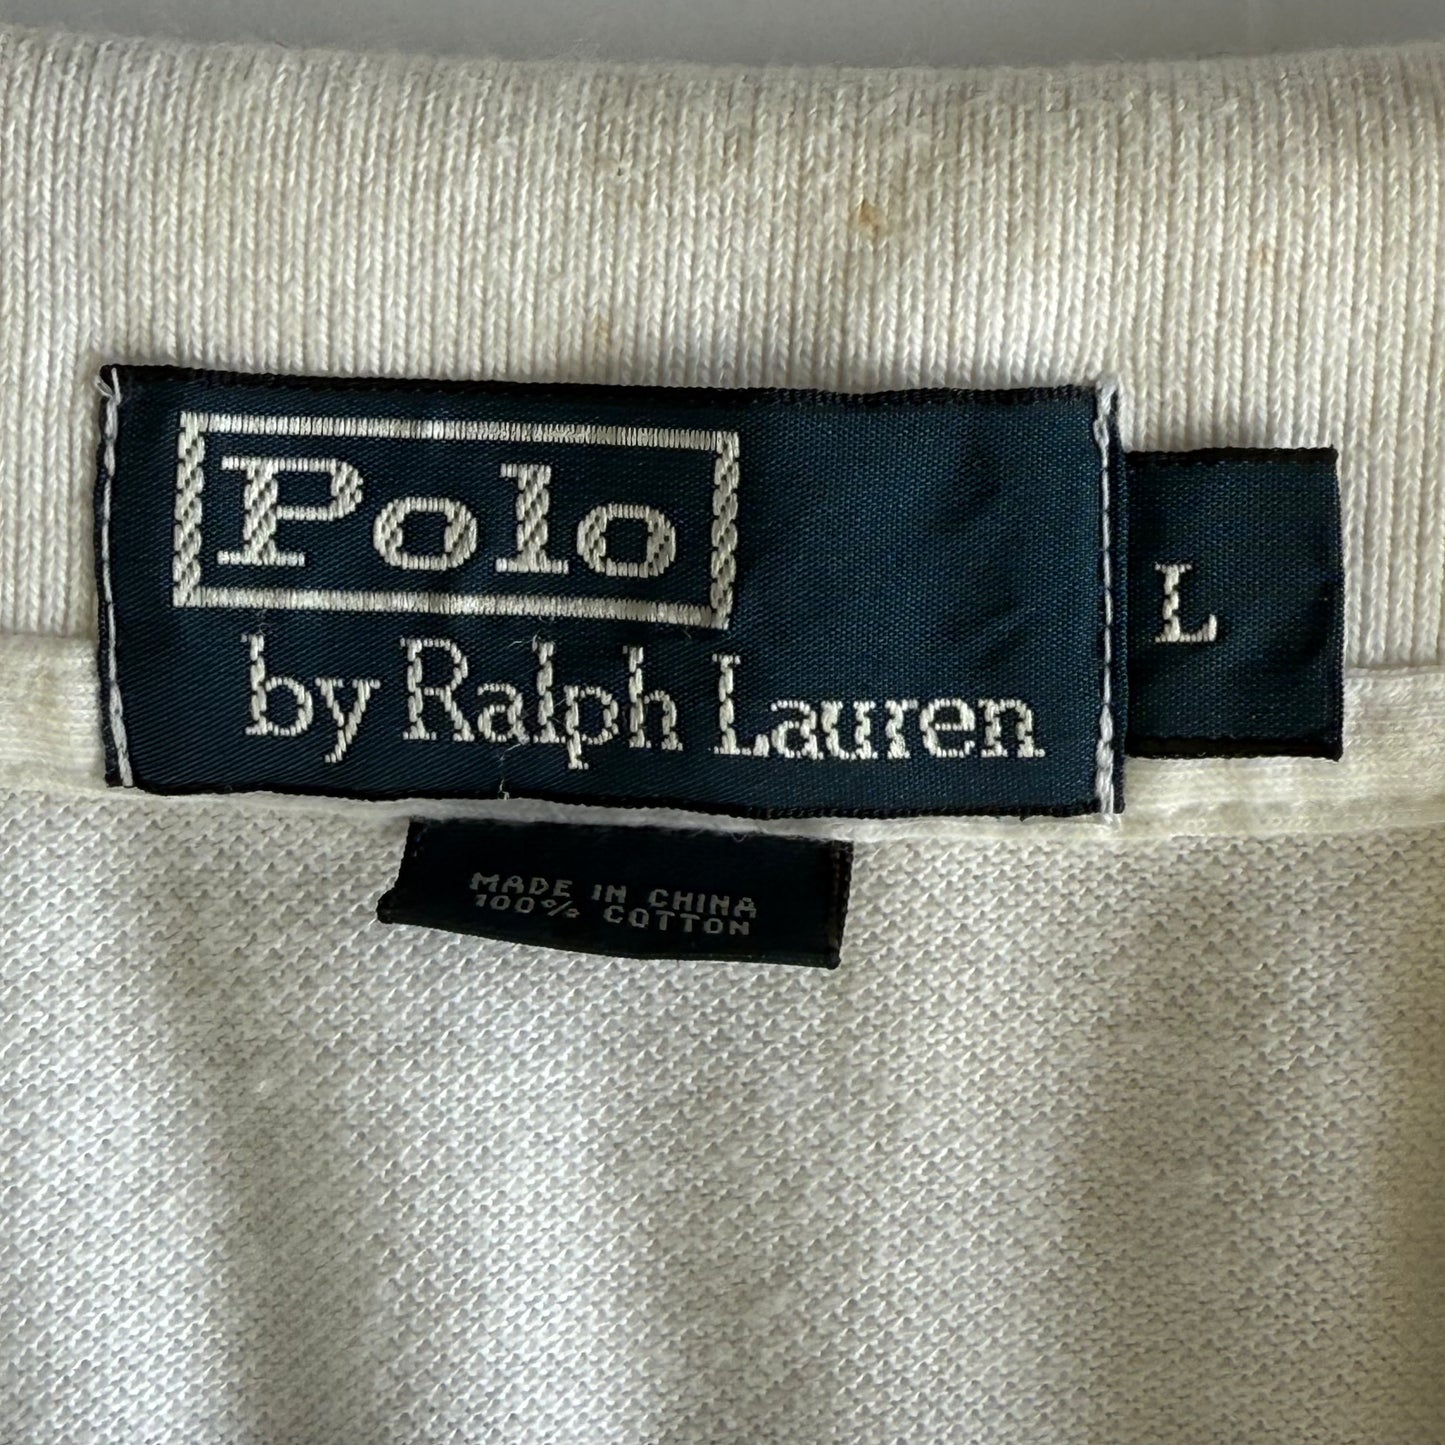 Polo
by Ralph Lauren
L
MADE IN CHINA
100% COTTON